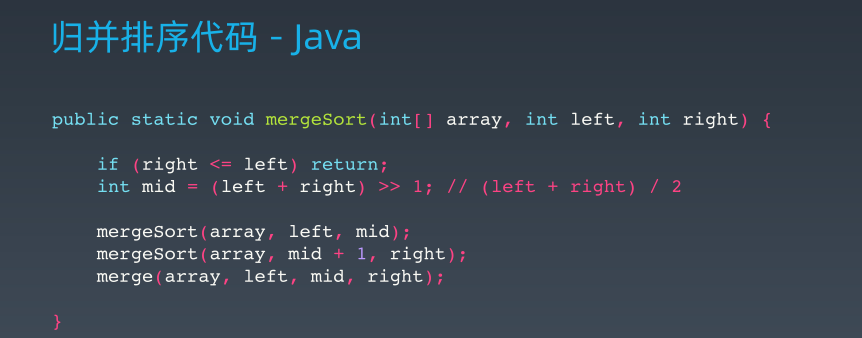 归并排序代码 - Java
public static void mergeSort(int[] array, int left, int right) {
if (right <= left) return;
int mid = (left + right) >> 1; // (left + right) / 2
mergeSort(array, left, mid);
mergeSort(array, mid + 1, right);
merge(array, left, mid, right);
}